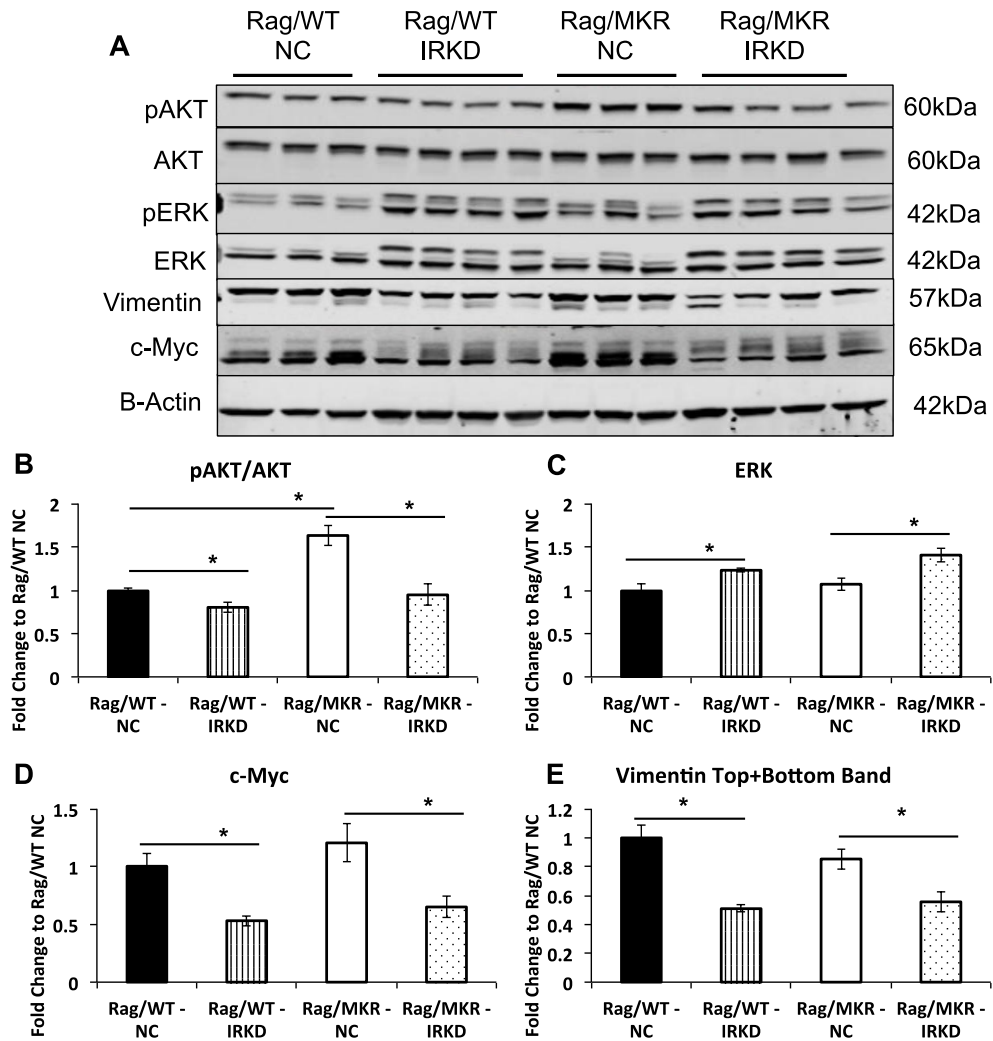 A
Rag/WT NC
Rag/WT IRKD
Rag/MKR NC
Rag/MKR IRKD
pAKT 60kDa
AKT 60kDa
pERK 42kDa
ERK 42kDa
Vimentin 57kDa
c-Myc 65kDa
B-Actin 42kDa
B
pAKT/AKT
Fold Change to Rag/WT NC
2
1.5
1
0.5
0
*
*
*
Rag/WT - NC
Rag/WT - IRKD
Rag/MKR - NC
Rag/MKR - IRKD
C
ERK
Fold Change to Rag/WT NC
2
1.5
1
0.5
0
*
*
Rag/WT - NC
Rag/WT - IRKD
Rag/MKR - NC
Rag/MKR - IRKD
D
c-Myc
Fold Change to Rag/WT NC
1.5
1
0.5
0
*
*
Rag/WT - NC
Rag/WT - IRKD
Rag/MKR - NC
Rag/MKR - IRKD
E
Vimentin Top+Bottom Band
Fold Change to Rag/WT NC
1.2
1
0.8
0.6
0.4
0.2
0
*
*
Rag/WT - NC
Rag/WT - IRKD
Rag/MKR - NC
Rag/MKR - IRKD